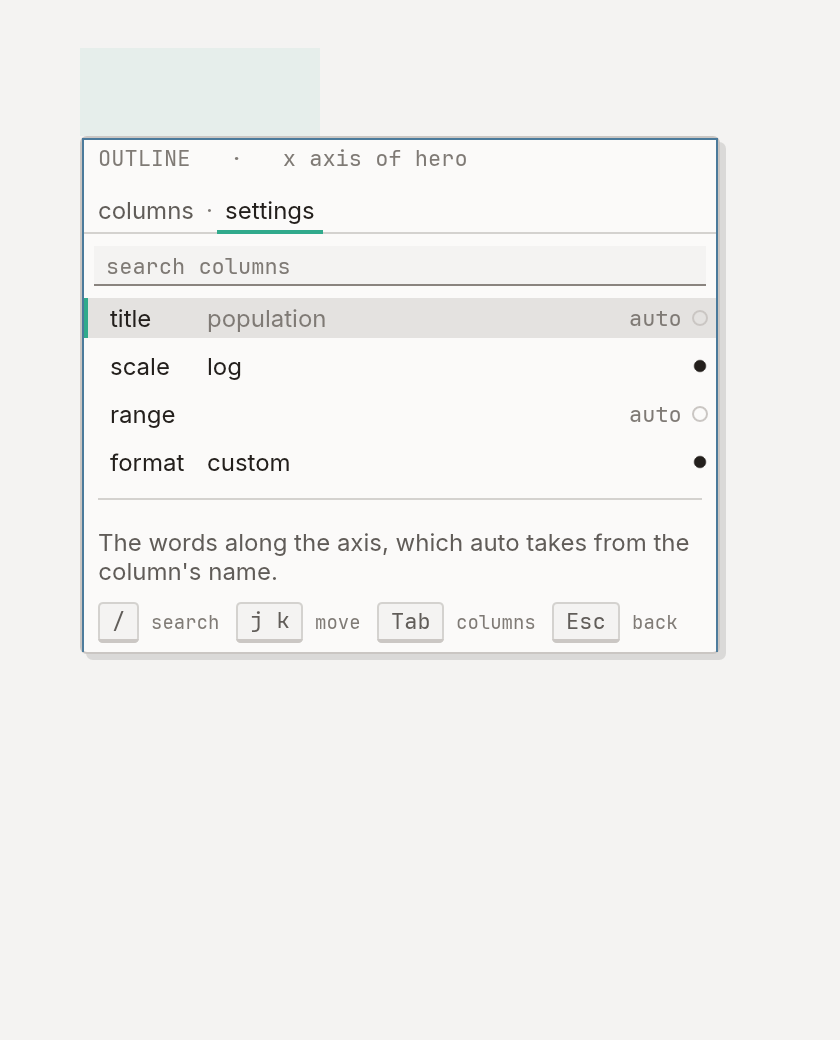 OUTLINE · x axis of hero
columns · settings
search columns
title population auto
scale log
range auto
format custom
The words along the axis, which auto takes from the
column's name.
/ search j k move Tab columns Esc back